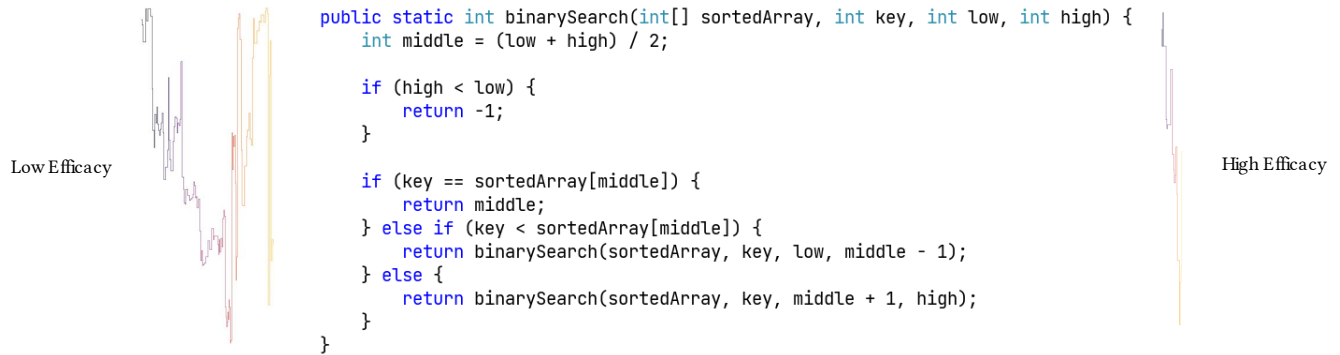 public static int binarySearch(int[] sortedArray, int key, int low, int high) {
    int middle = (low + high) / 2;

    if (high < low) {
        return -1;
    }

    if (key == sortedArray[middle]) {
        return middle;
    } else if (key < sortedArray[middle]) {
        return binarySearch(sortedArray, key, low, middle - 1);
    } else {
        return binarySearch(sortedArray, key, middle + 1, high);
    }
}
Low Efficacy
High Efficacy